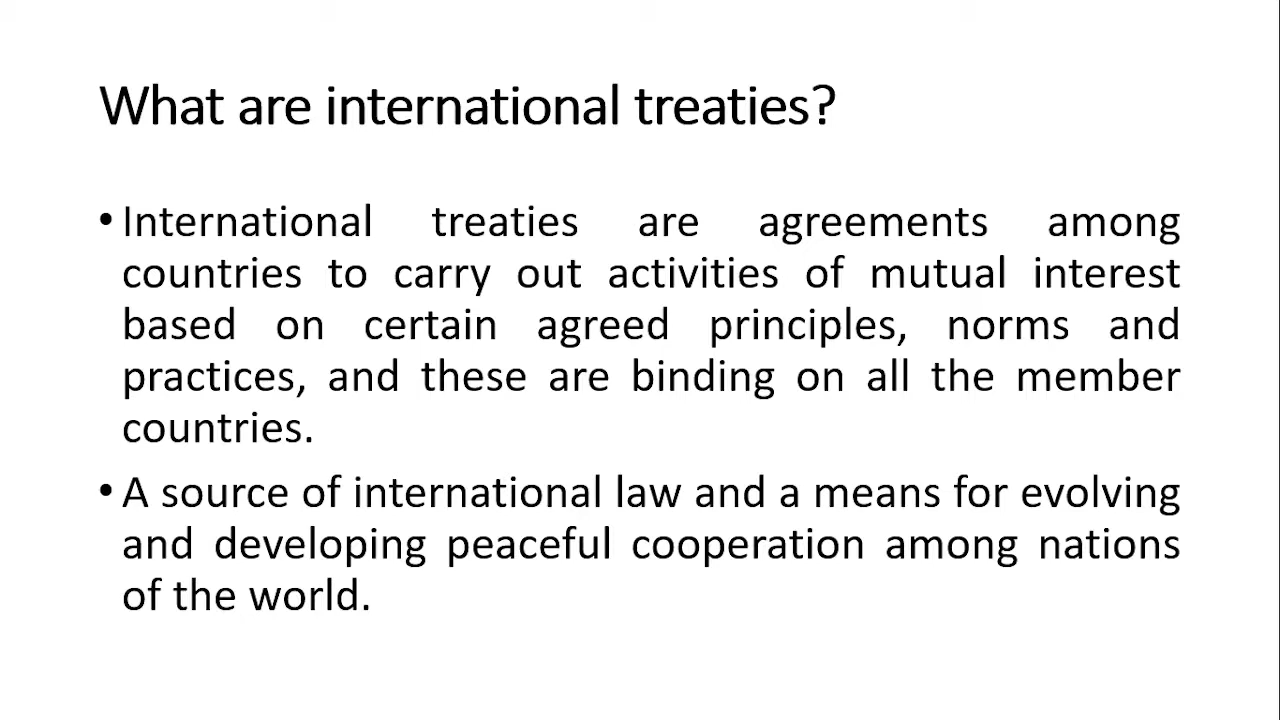 What are international treaties?
• International treaties are agreements among
countries to carry out activities of mutual interest
based on certain agreed principles, norms and
practices, and these are binding on all the member
countries.
• A source of international law and a means for evolving
and developing peaceful cooperation among nations
of the world.